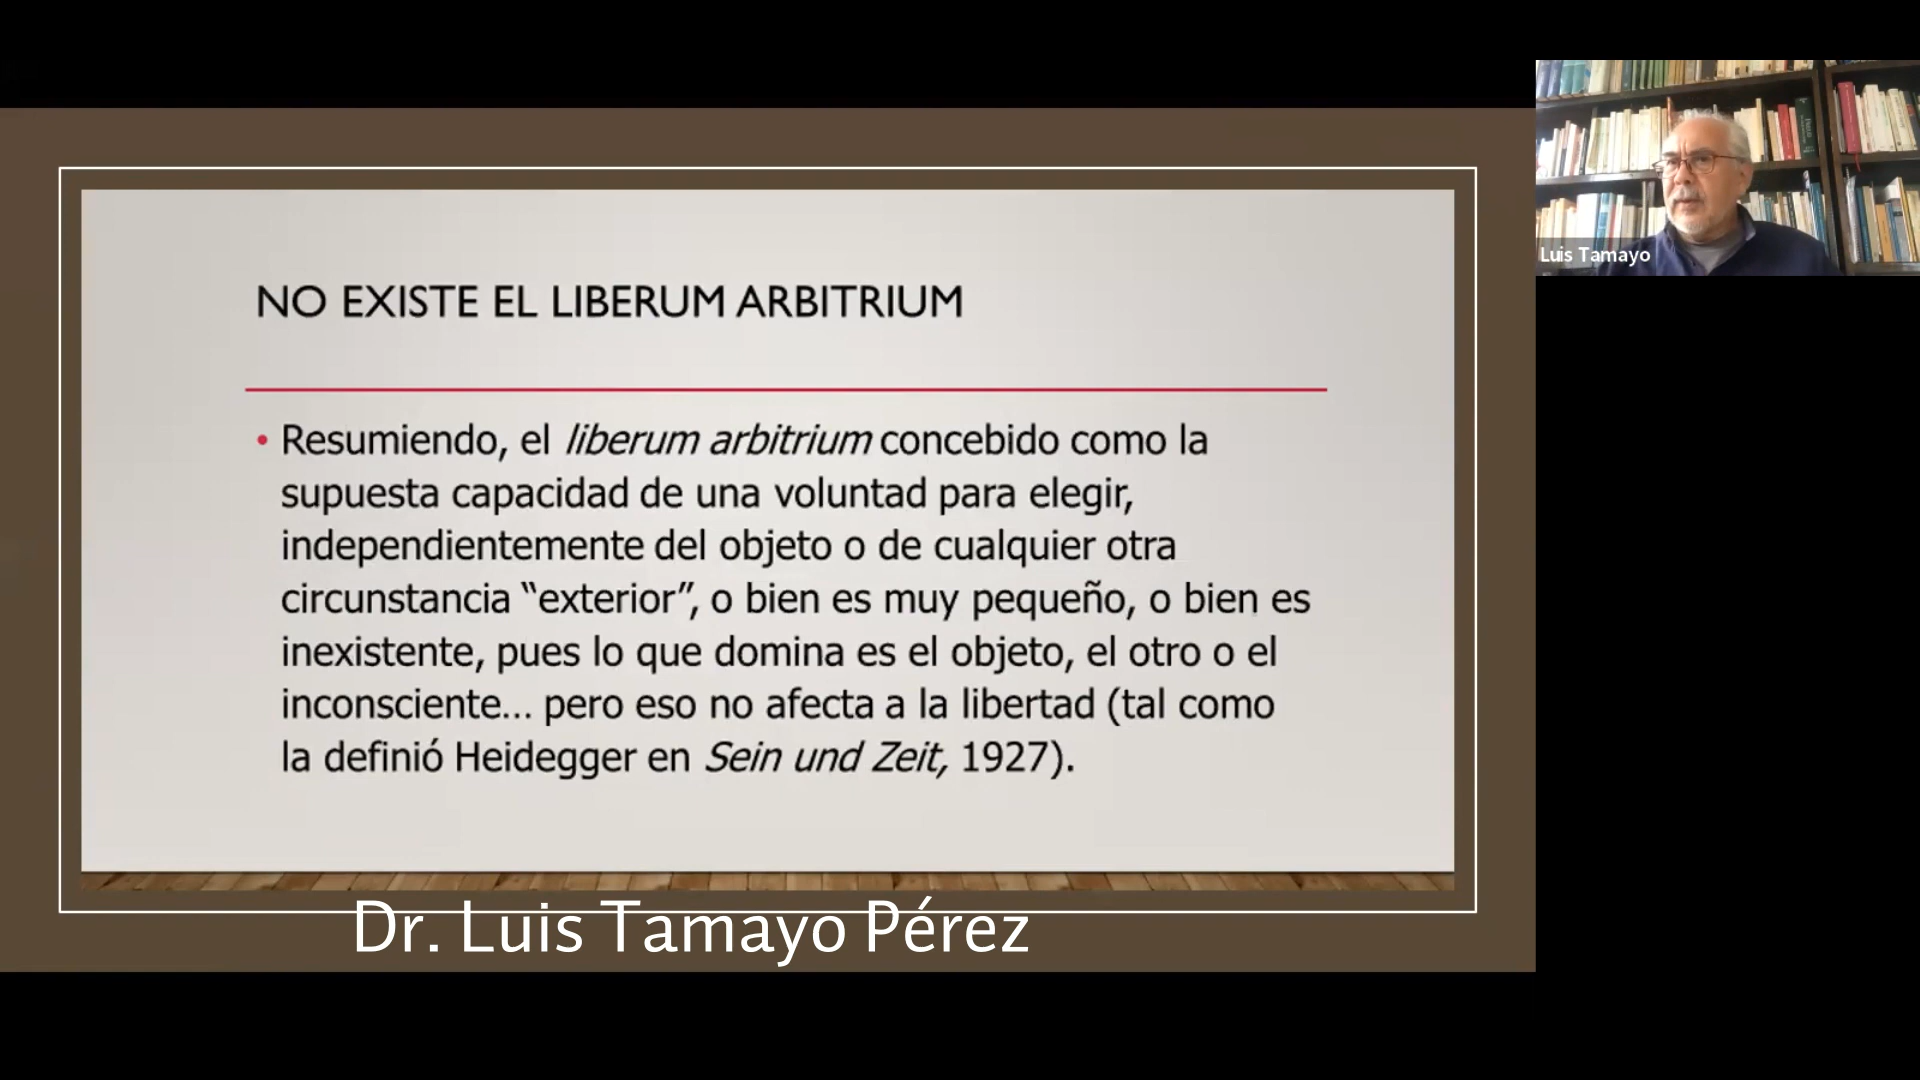 NO EXISTE EL LIBERUM ARBITRIUM
• Resumiendo, el liberum arbitrium concebido como la
supuesta capacidad de una voluntad para elegir,
independientemente del objeto o de cualquier otra
circunstancia “exterior”, o bien es muy pequeño, o bien es
inexistente, pues lo que domina es el objeto, el otro o el
inconsciente… pero eso no afecta a la libertad (tal como
la definió Heidegger en Sein und Zeit, 1927).
Dr. Luis Tamayo Pérez
Luis Tamayo